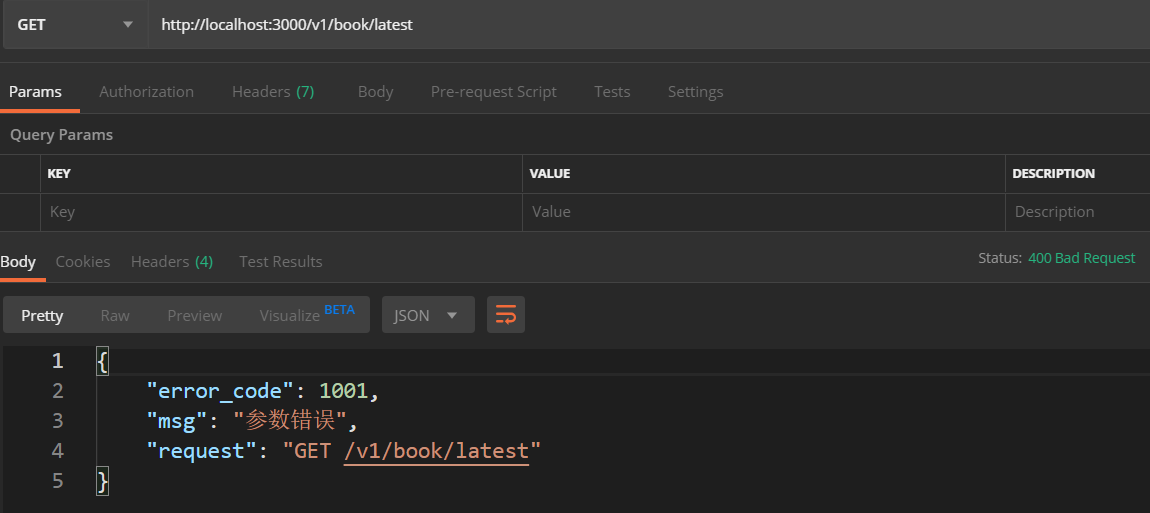 GET http://localhost:3000/v1/book/latest
Params Authorization Headers (7) Body Pre-request Script Tests Settings
Query Params
KEY VALUE DESCRIPTION
Key Value Description
Body Cookies Headers (4) Test Results Status: 400 Bad Request
Pretty Raw Preview Visualize BETA JSON
1 {
2 "error_code": 1001,
3 "msg": "参数错误",
4 "request": "GET /v1/book/latest"
5 }